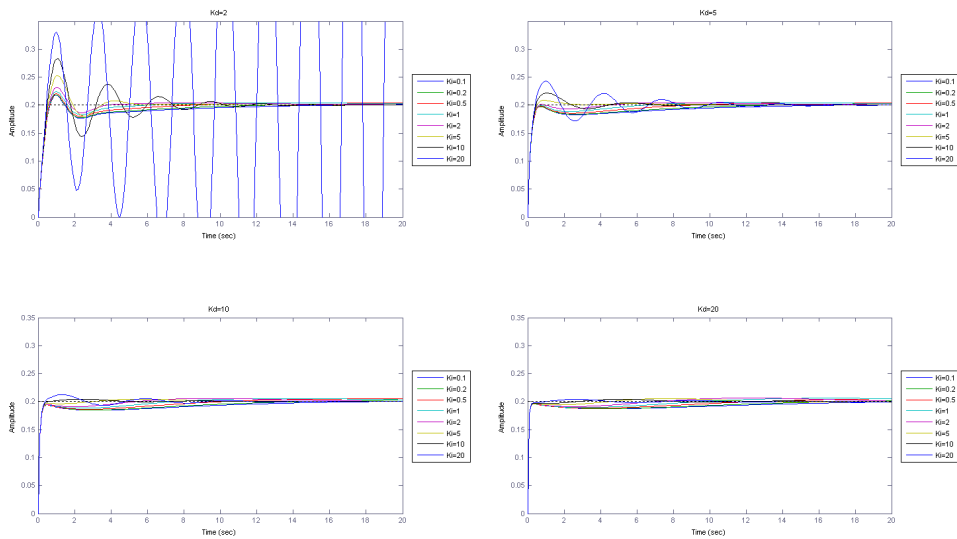 Kd=2
0.3
0.25
0.2
0.15
0.1
0.05
0
Amplitude
0 2 4 6 8 10 12 14 16 18 20
Time (sec)
Ki=0.1
Ki=0.2
Ki=0.5
Ki=1
Ki=2
Ki=5
Ki=10
Ki=20
Kd=5
0.3
0.25
0.2
0.15
0.1
0.05
0
Amplitude
0 2 4 6 8 10 12 14 16 18 20
Time (sec)
Ki=0.1
Ki=0.2
Ki=0.5
Ki=1
Ki=2
Ki=5
Ki=10
Ki=20
Kd=10
0.35
0.3
0.25
0.2
0.15
0.1
0.05
0
Amplitude
0 2 4 6 8 10 12 14 16 18 20
Time (sec)
Ki=0.1
Ki=0.2
Ki=0.5
Ki=1
Ki=2
Ki=5
Ki=10
Ki=20
Kd=20
0.35
0.3
0.25
0.2
0.15
0.1
0.05
0
Amplitude
0 2 4 6 8 10 12 14 16 18 20
Time (sec)
Ki=0.1
Ki=0.2
Ki=0.5
Ki=1
Ki=2
Ki=5
Ki=10
Ki=20